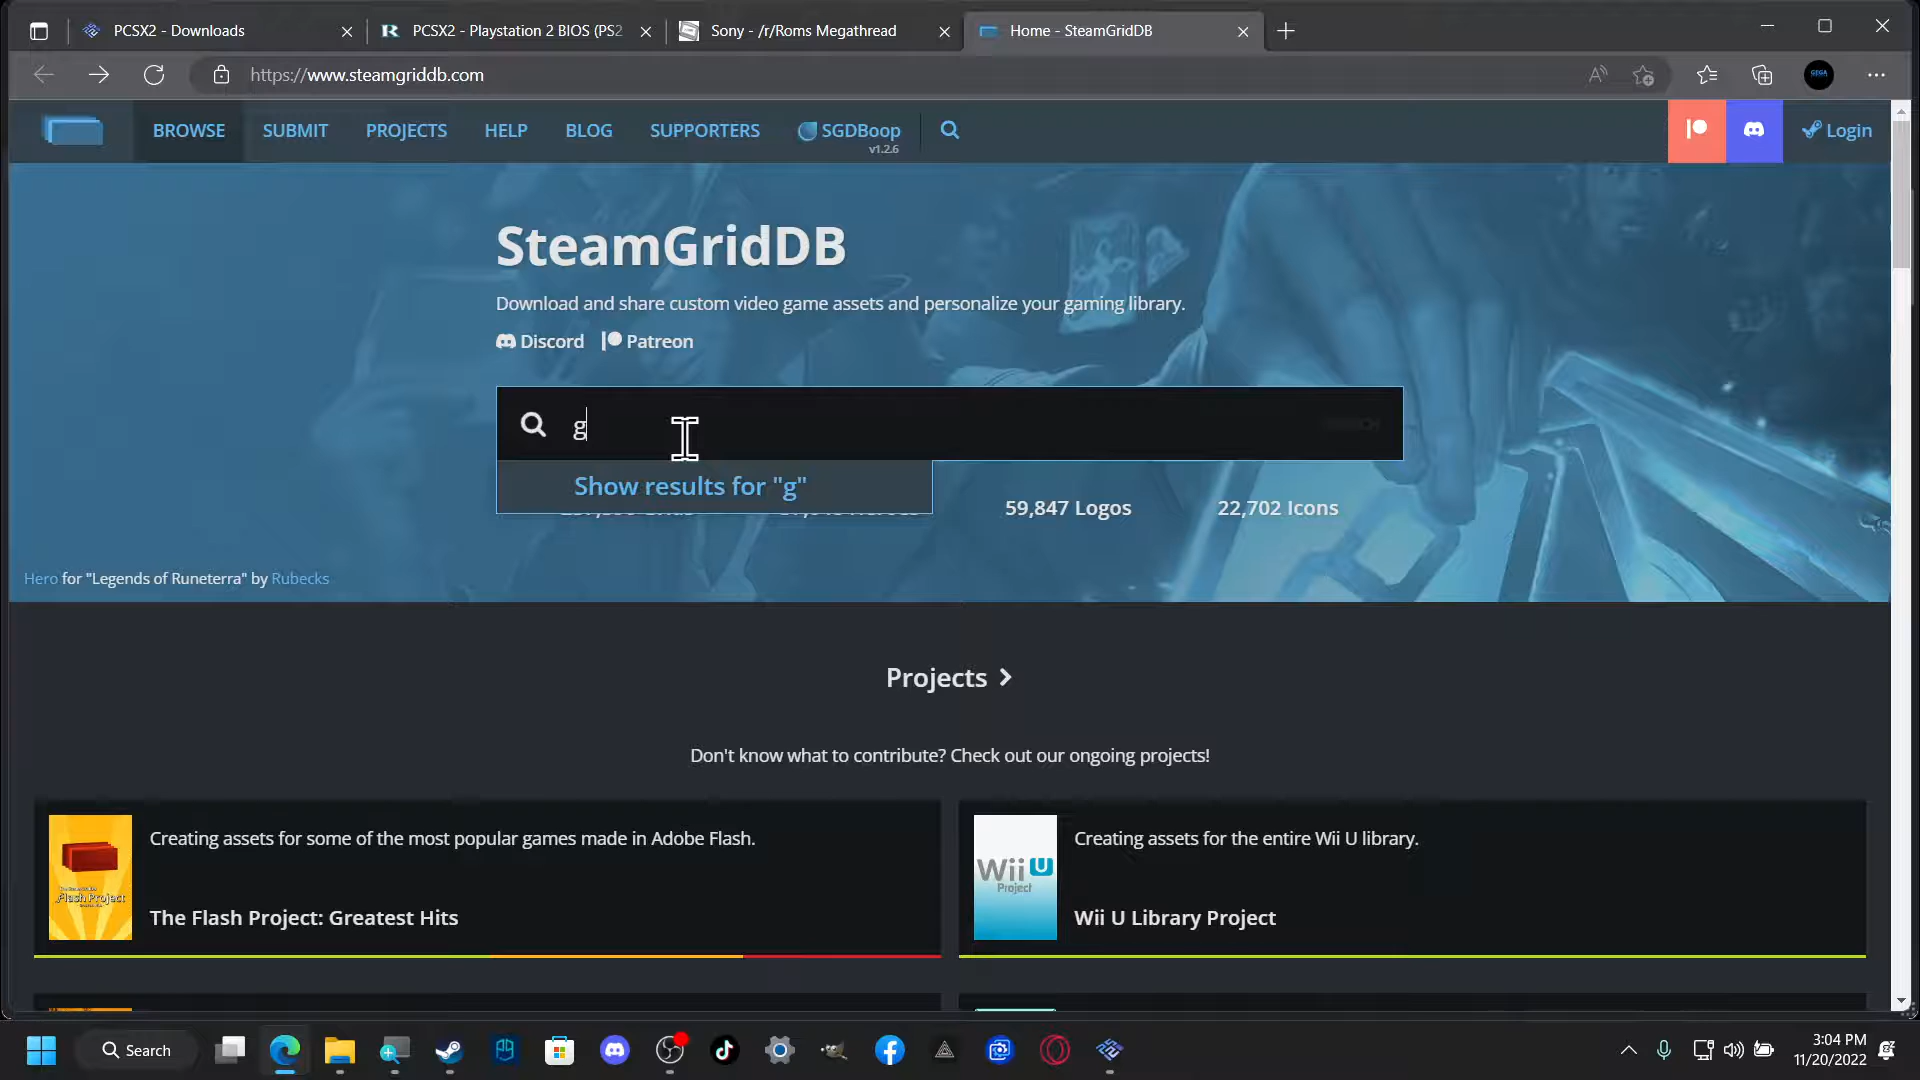 PCSX2 - Downloads
PCSX2 - Playstation 2 BIOS (PS2
Sony - /r/Roms Megathread
Home - SteamGridDB
https://www.steamgriddb.com
GEGA
BROWSE
SUBMIT
PROJECTS
HELP
BLOG
SUPPORTERS
SGDBoop
v1.2.6
Login
SteamGridDB
Download and share custom video game assets and personalize your gaming library.
Discord
Patreon
g
Show results for "g"
59,847 Logos
22,702 Icons
Hero for "Legends of Runeterra" by Rubecks
Projects
Don't know what to contribute? Check out our ongoing projects!
Creating assets for some of the most popular games made in Adobe Flash.
Flash Project
The Flash Project: Greatest Hits
Creating assets for the entire Wii U library.
Wii U
Project
Wii U Library Project
Search
3:04 PM
11/20/2022